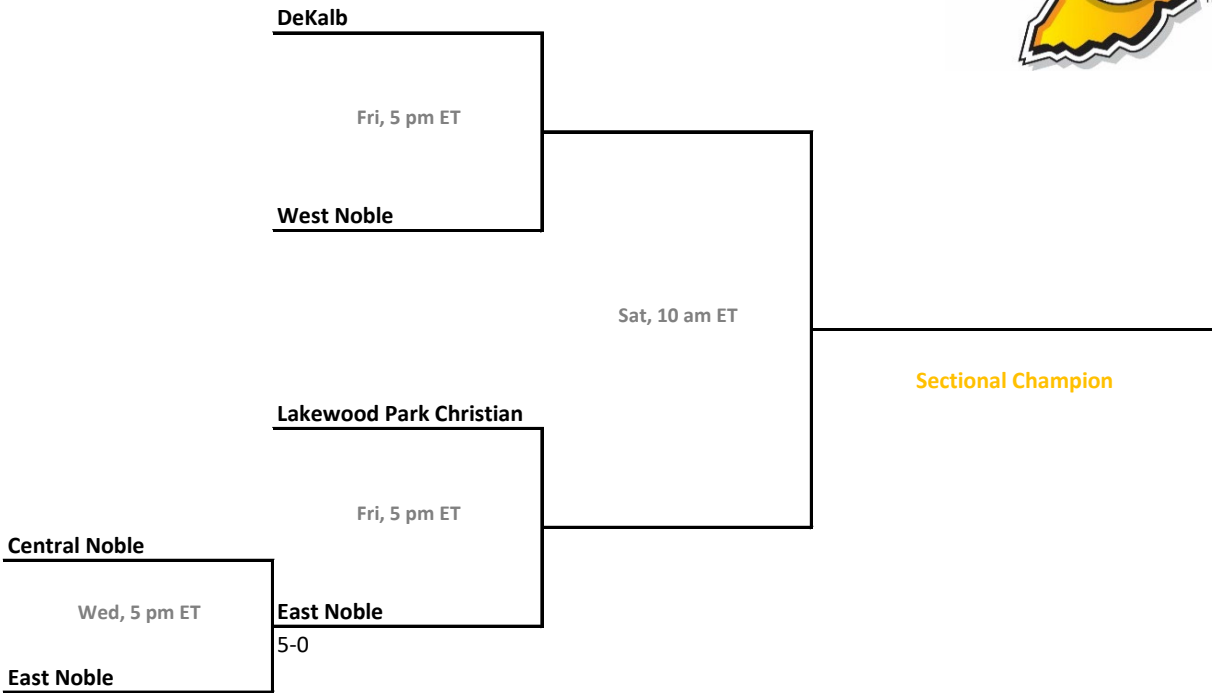 DeKalb
Fri, 5 pm ET
West Noble
Sat, 10 am ET
Sectional Champion
Lakewood Park Christian
Fri, 5 pm ET
Central Noble
Wed, 5 pm ET
East Noble
5-0
East Noble